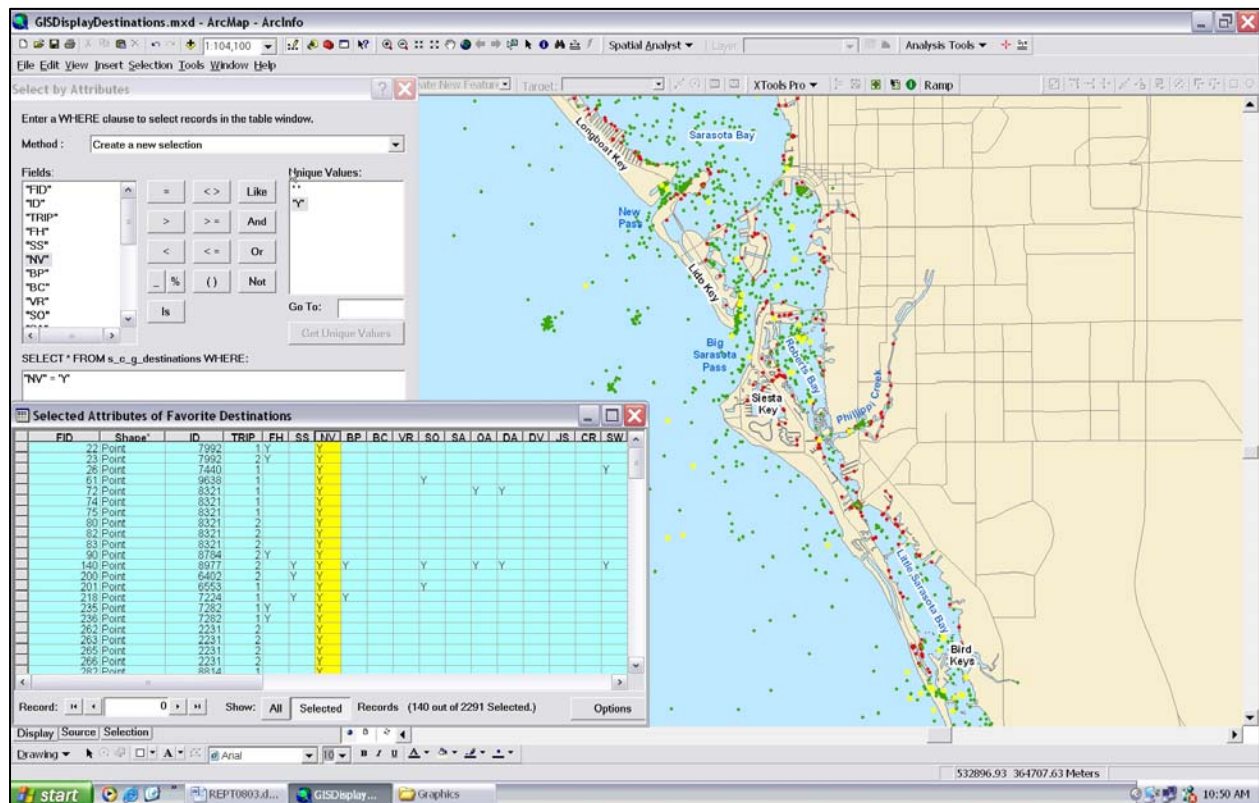 GISDisplayDestinations.mxd - ArcMap - ArcInfo
1:104,100 Spatial Analyst Layer: Analysis Tools
File Edit View Insert Selection Tools Window Help
Select by Attributes
ate New Feature Target: XTools Pro Ramp
Enter a WHERE clause to select records in the table window.
Method : Create a new selection
Fields: Unique Values:
"FID"
"ID"
"TRIP"
"FH"
"SS"
"NV"
"BP"
"BC"
"VR"
"SO"
= < > Like
> > = And
< < = Or
_ % ( ) Not
Is
' '
"Y"
Go To:
Get Unique Values
SELECT * FROM s_c_g_destinations WHERE:
"NV" = "Y"
Selected Attributes of Favorite Destinations
FID Shape* ID TRIP FH SS NV BP BC VR SO SA OA DA DV JS CR SW
22 Point 7992 1 Y Y
23 Point 7992 2 Y Y
26 Point 7440 1 Y Y
61 Point 9638 1 Y Y
72 Point 8321 1 Y Y Y
74 Point 8321 1 Y
75 Point 8321 1 Y
80 Point 8321 2 Y
82 Point 8321 2 Y
83 Point 8321 2 Y
90 Point 8784 2 Y Y
140 Point 8977 2 Y Y Y Y Y Y Y
200 Point 6402 2 Y Y
201 Point 6553 1 Y Y
218 Point 7224 1 Y Y Y
235 Point 7282 1 Y Y
236 Point 7282 1 Y Y
262 Point 2231 2 Y
263 Point 2231 2 Y
265 Point 2231 2 Y
266 Point 2231 2 Y
282 Point 8814 1 Y
Record: 0 Show: All Selected Records (140 out of 2291 Selected.) Options
Longboat Key
Sarasota Bay
New
Pass
Lido Key
Big
Sarasota
Pass
Roberts Bay
Siesta
Key
Phillippi Creek
Little Sarasota Bay
Bird
Keys
Display Source Selection
Drawing A Arial 10 B I U A
532896.93 364707.63 Meters
start REPT0803.d... GISDisplay... Graphics 10:50 AM